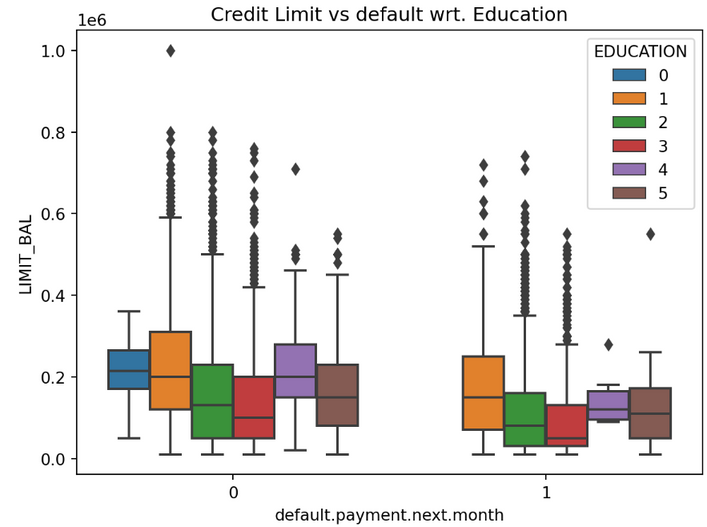 Credit Limit vs default wrt. Education
1e6
1.0
0.8
0.6
0.4
0.2
0.0
LIMIT_BAL
EDUCATION
0
1
2
3
4
5
0 1
default.payment.next.month